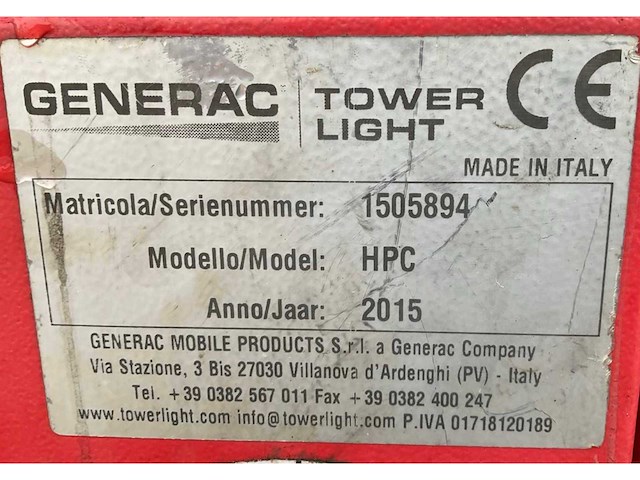 GENERAC
TOWER
LIGHT
CE
MADE IN ITALY
Matricola/Serienummer: 1505894
Modello/Model: HPC
Anno/Jaar: 2015
GENERAC MOBILE PRODUCTS S.r.l. a Generac Company
Via Stazione, 3 Bis 27030 Villanova d'Ardenghi (PV) - Italy
Tel. +39 0382 567 011 Fax +39 0382 400 247
www.towerlight.com info@towerlight.com P.IVA 01718120189